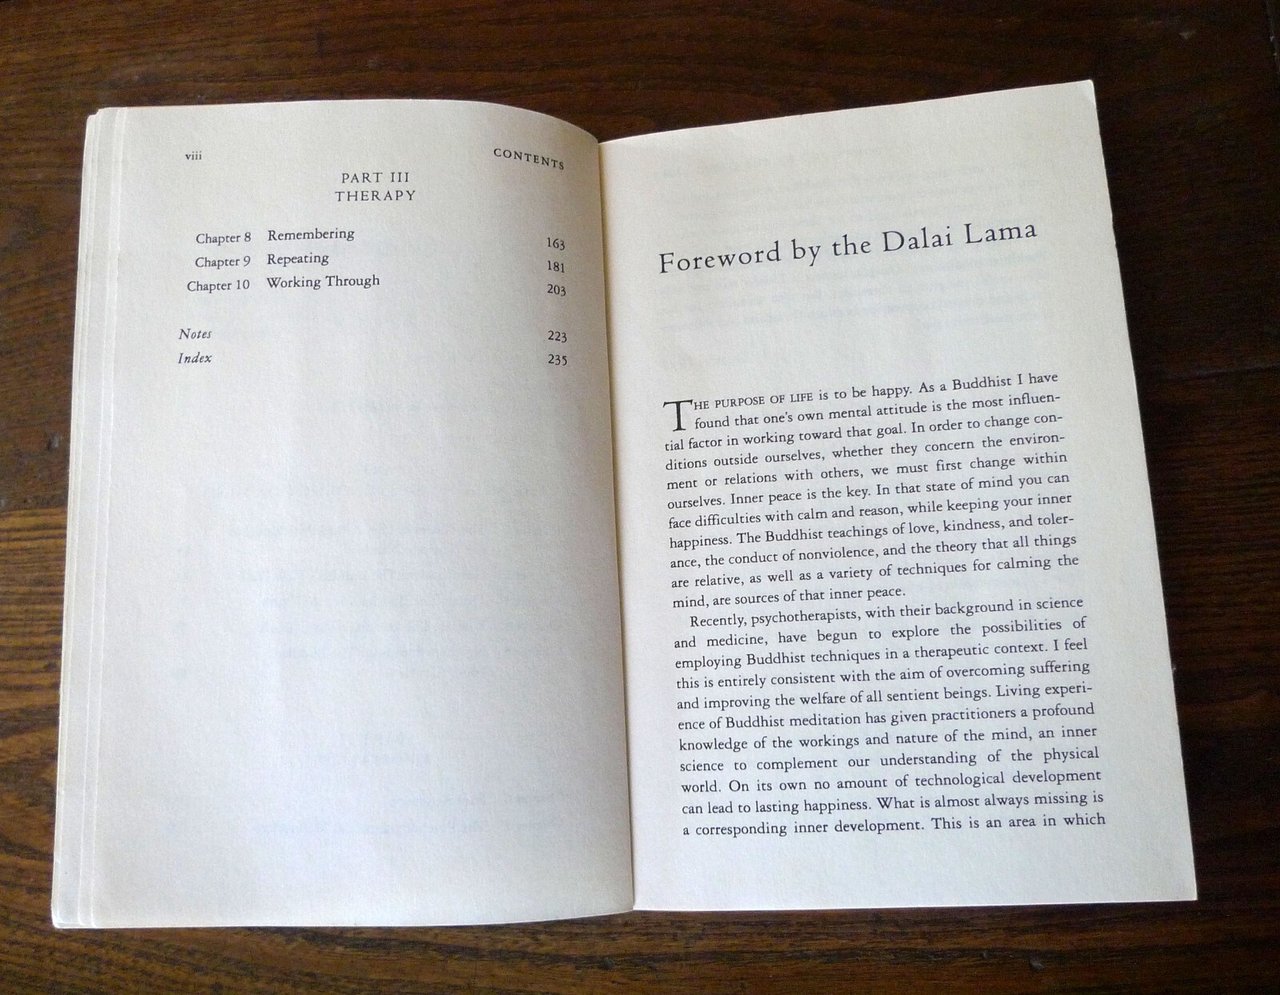 viii CONTENTS
PART III
THERAPY
Chapter 8 Remembering 163
Chapter 9 Repeating 181
Chapter 10 Working Through 203
Notes 223
Index 235
Foreword by the Dalai Lama
THE PURPOSE OF LIFE is to be happy. As a Buddhist I have
found that one's own mental attitude is the most influen-
tial factor in working toward that goal. In order to change con-
ditions outside ourselves, whether they concern the environ-
ment or relations with others, we must first change within
ourselves. Inner peace is the key. In that state of mind you can
face difficulties with calm and reason, while keeping your inner
happiness. The Buddhist teachings of love, kindness, and toler-
ance, the conduct of nonviolence, and the theory that all things
are relative, as well as a variety of techniques for calming the
mind, are sources of that inner peace.
Recently, psychotherapists, with their background in science
and medicine, have begun to explore the possibilities of
employing Buddhist techniques in a therapeutic context. I feel
this is entirely consistent with the aim of overcoming suffering
and improving the welfare of all sentient beings. Living experi-
ence of Buddhist meditation has given practitioners a profound
knowledge of the workings and nature of the mind, an inner
science to complement our understanding of the physical
world. On its own no amount of technological development
can lead to lasting happiness. What is almost always missing is
a corresponding inner development. This is an area in which